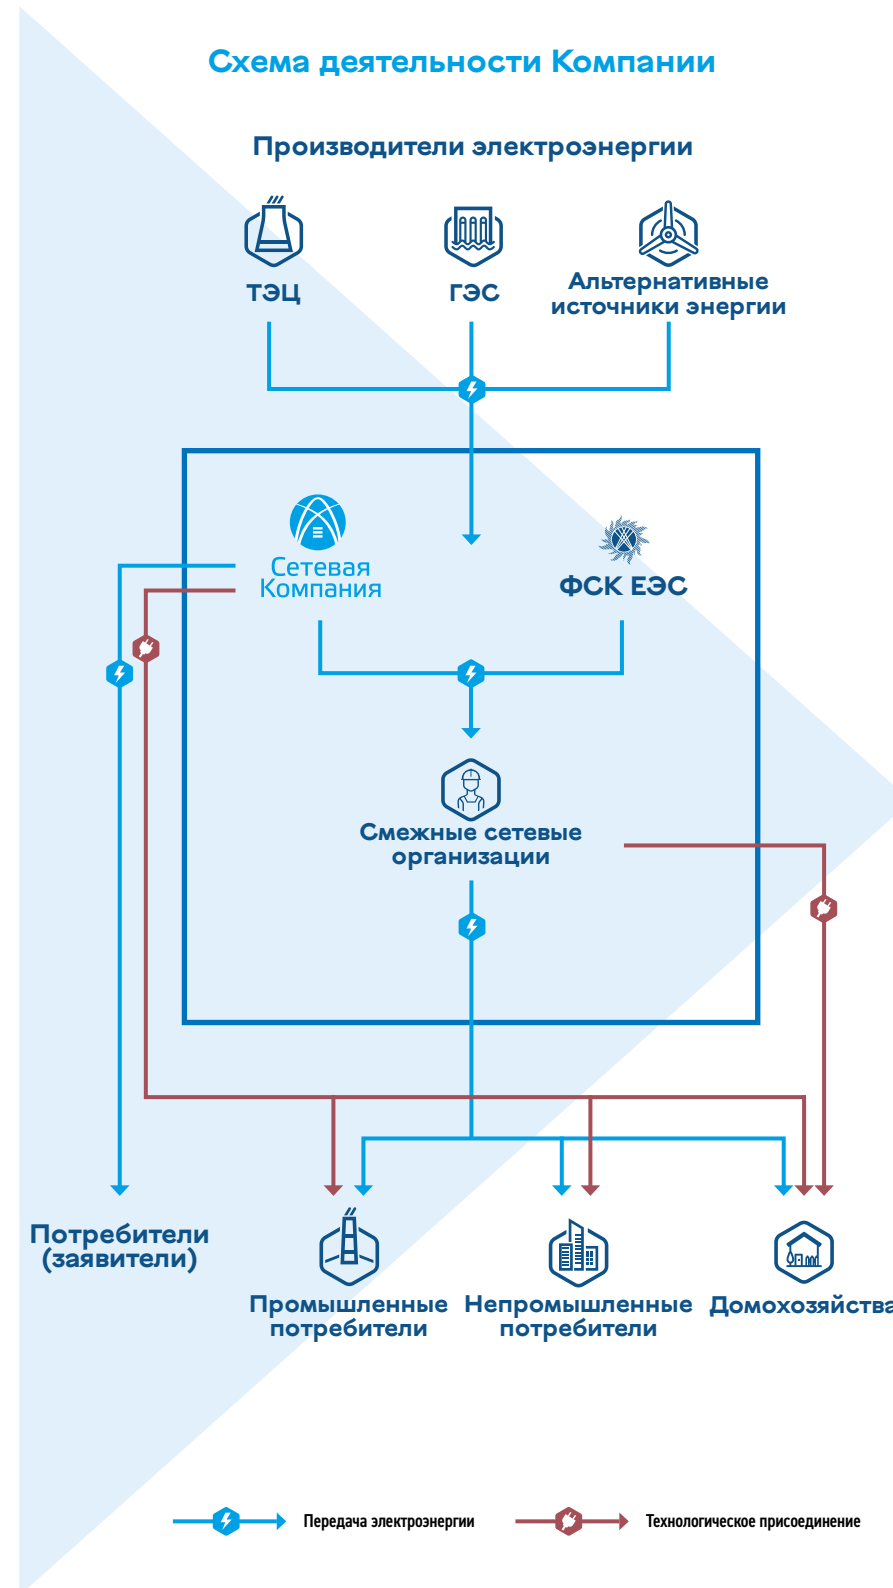 Схема деятельности Компании
Производители электроэнергии
ТЭЦ
ГЭС
Альтернативные
источники энергии
Сетевая
Компания
ФСК ЕЭС
Смежные сетевые
организации
Потребители
(заявители)
Промышленные
потребители
Непромышленные
потребители
Домохозяйства
Передача электроэнергии
Технологическое присоединение